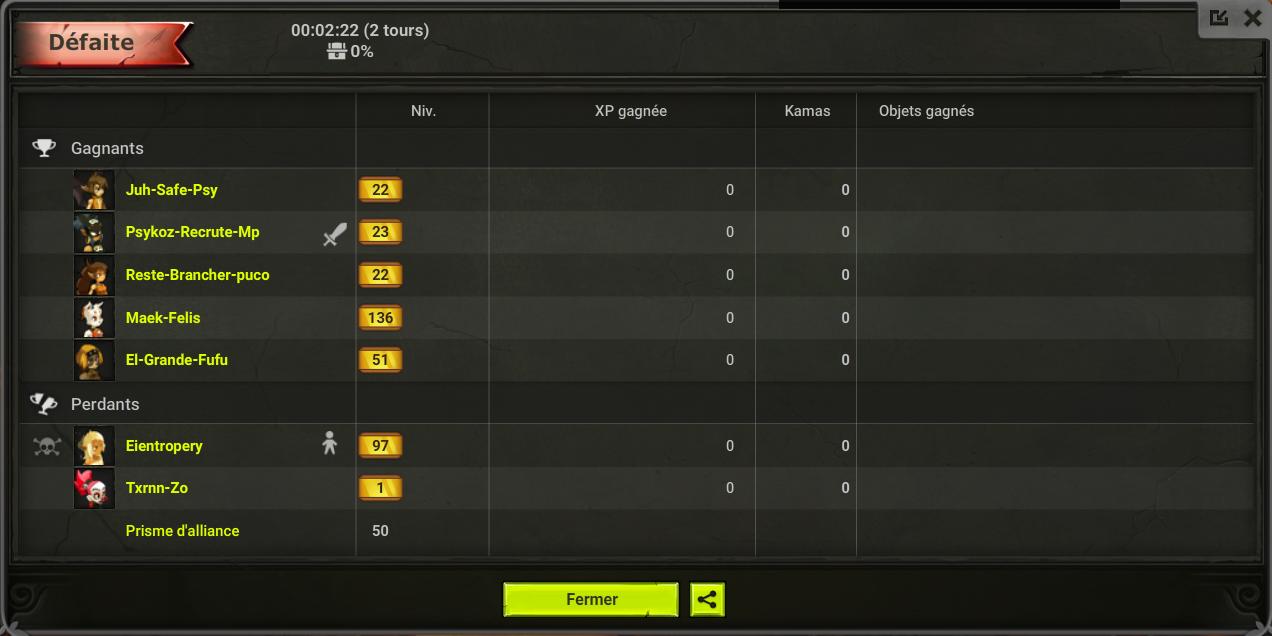 Défaite
00:02:22 (2 tours)
0%
Niv. XP gagnée Kamas Objets gagnés
Gagnants
Juh-Safe-Psy 22 0 0
Psykoz-Recrute-Mp 23 0 0
Reste-Brancher-puco 22 0 0
Maek-Felis 136 0 0
El-Grande-Fufu 51 0 0
Perdants
Eientropery 97 0 0
Txrnn-Zo 1 0 0
Prisme d'alliance 50
Fermer